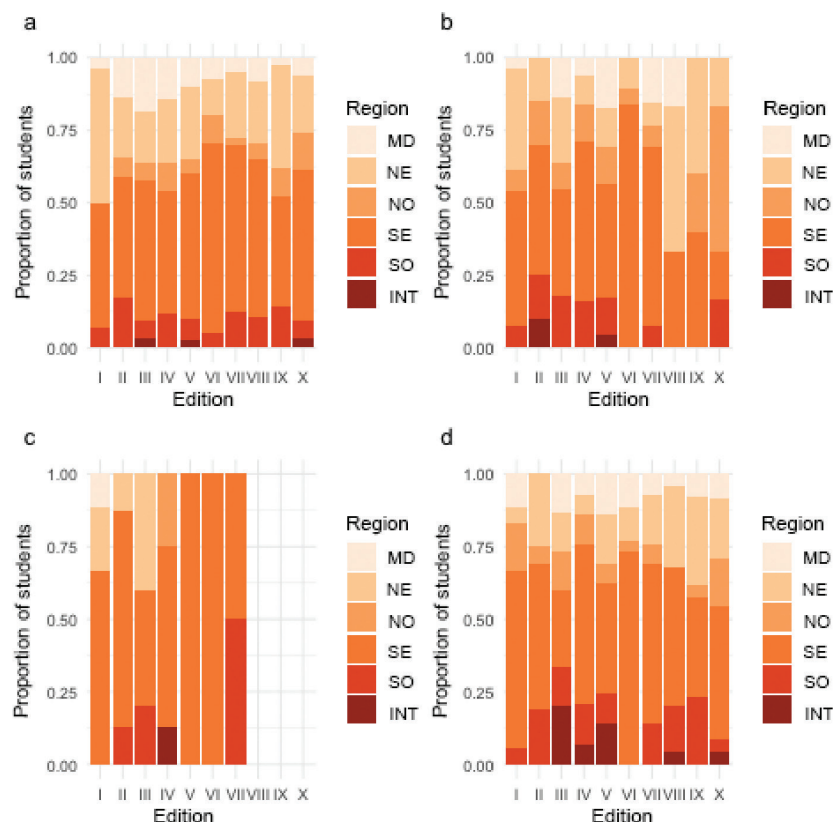 a
1.00
0.75
0.50
0.25
0.00
Proportion of students
I II III IV V VI VII VIII IX X
Edition
Region
MD
NE
NO
SE
SO
INT
b
1.00
0.75
0.50
0.25
0.00
Proportion of students
I II III IV V VI VII VIII IX X
Edition
Region
MD
NE
NO
SE
SO
INT
c
1.00
0.75
0.50
0.25
0.00
Proportion of students
I II III IV V VI VII VIII IX X
Edition
Region
MD
NE
NO
SE
SO
INT
d
1.00
0.75
0.50
0.25
0.00
Proportion of students
I II III IV V VI VII VIII IX X
Edition
Region
MD
NE
NO
SE
SO
INT